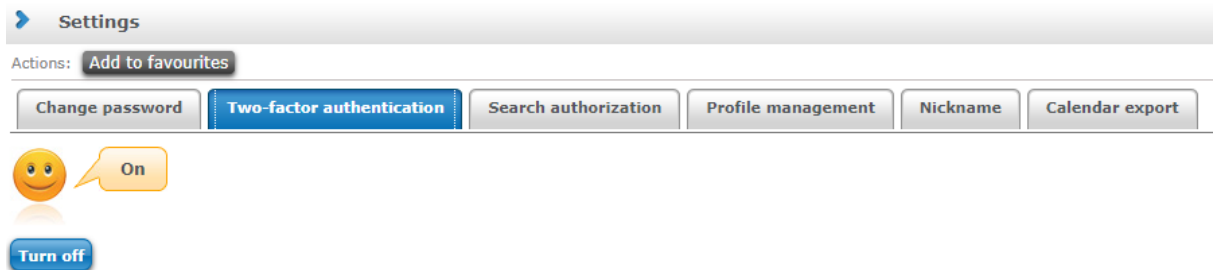 Settings
Actions: Add to favourites
Change password Two-factor authentication Search authorization Profile management Nickname Calendar export
On
Turn off